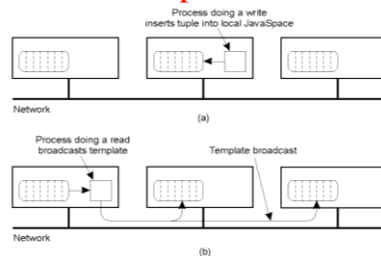 Process doing a write
inserts tuple into local JavaSpace
Network
(a)
Process doing a read
broadcasts template
Template broadcast
Network
(b)